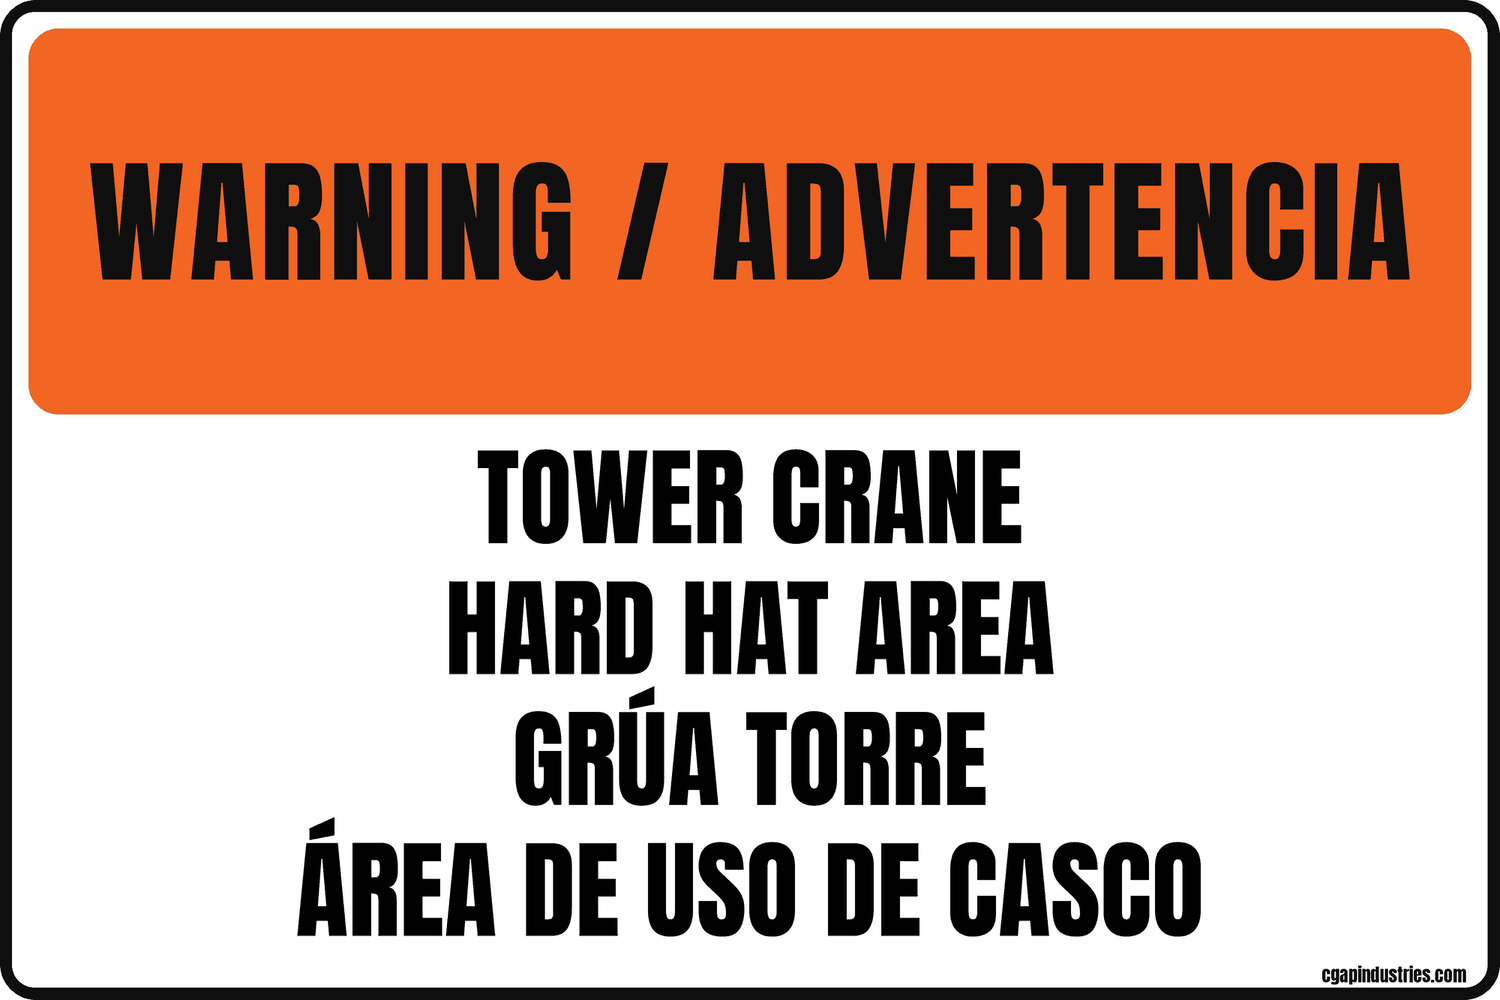 WARNING / ADVERTENCIA
TOWER CRANE
HARD HAT AREA
GRÚA TORRE
ÁREA DE USO DE CASCO
cgapindustries.com